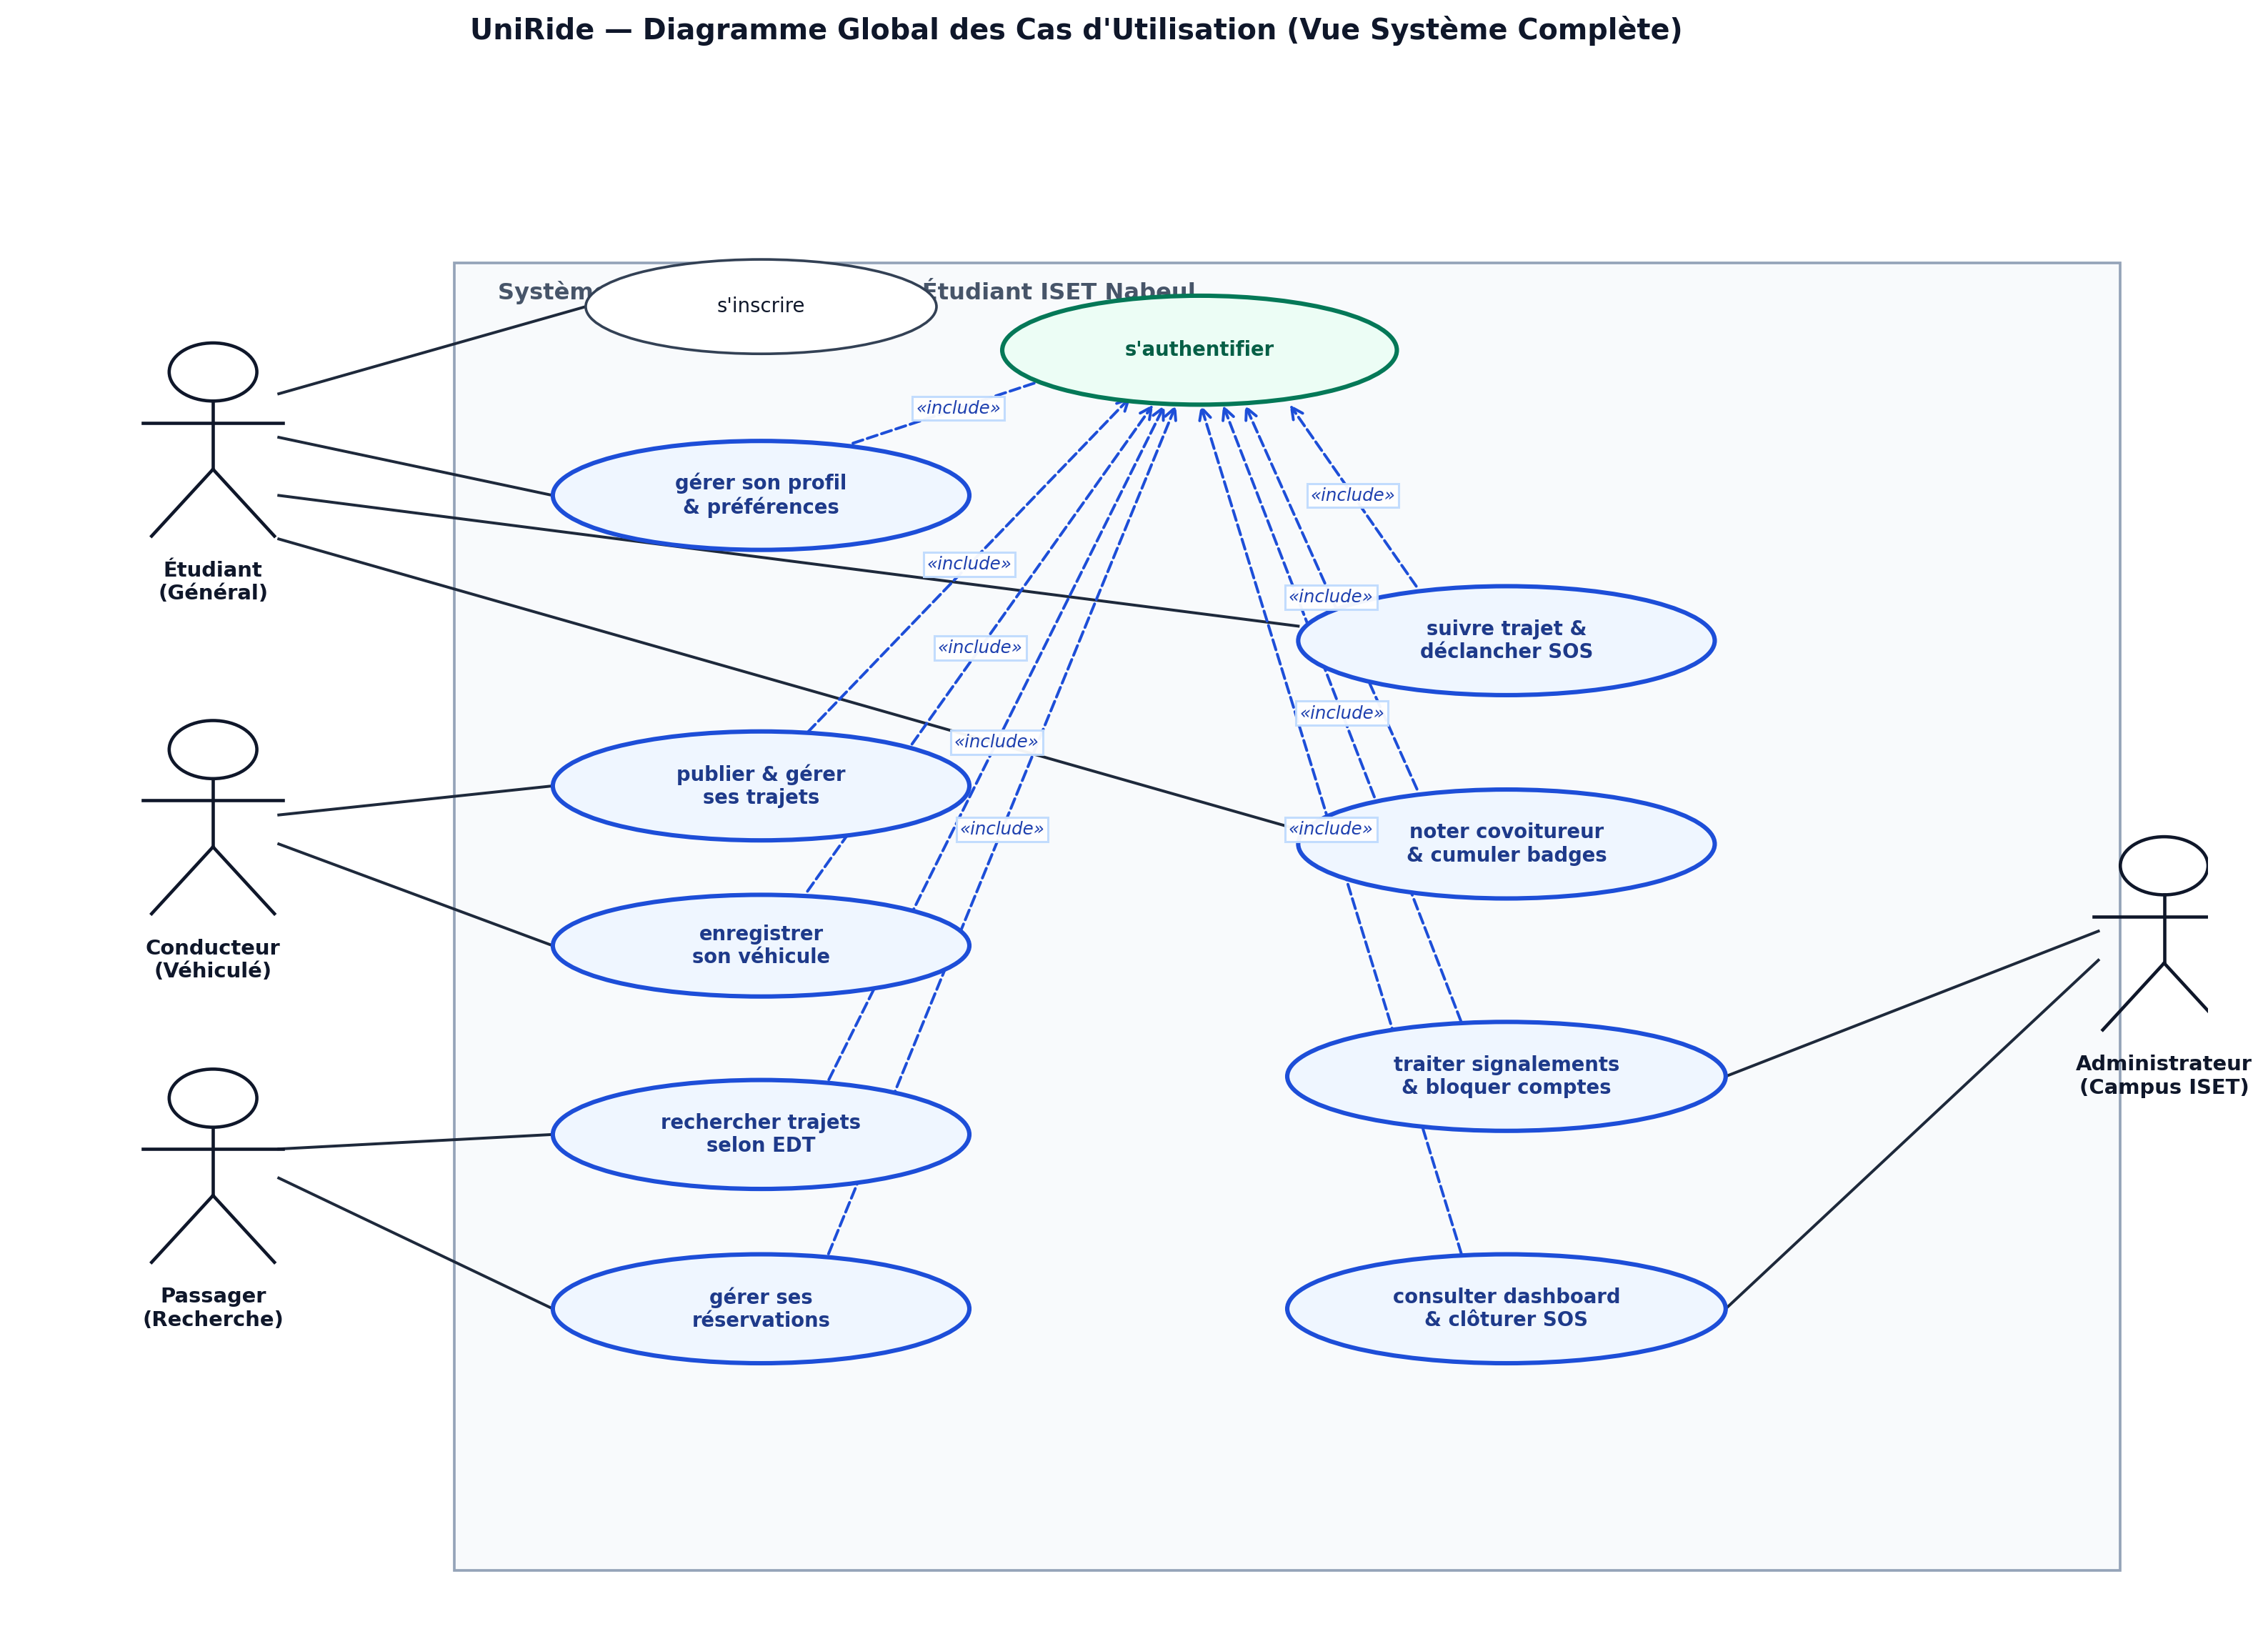 UniRide — Diagramme Global des Cas d'Utilisation (Vue Système Complète)
Étudiant ISET Nabeul
s'inscrire
s'authentifier
«include»
gérer son profil
& préférences
«include»
«include»
Étudiant
(Général)
«include»
suivre trajet &
déclancher SOS
«include»
«include»
«include»
publier & gérer
ses trajets
«include»
«include»
noter covoitureur
& cumuler badges
Conducteur
(Véhiculé)
enregistrer
son véhicule
Administrateur
(Campus ISET)
traiter signalements
& bloquer comptes
rechercher trajets
selon EDT
Passager
(Recherche)
gérer ses
réservations
consulter dashboard
& clôturer SOS